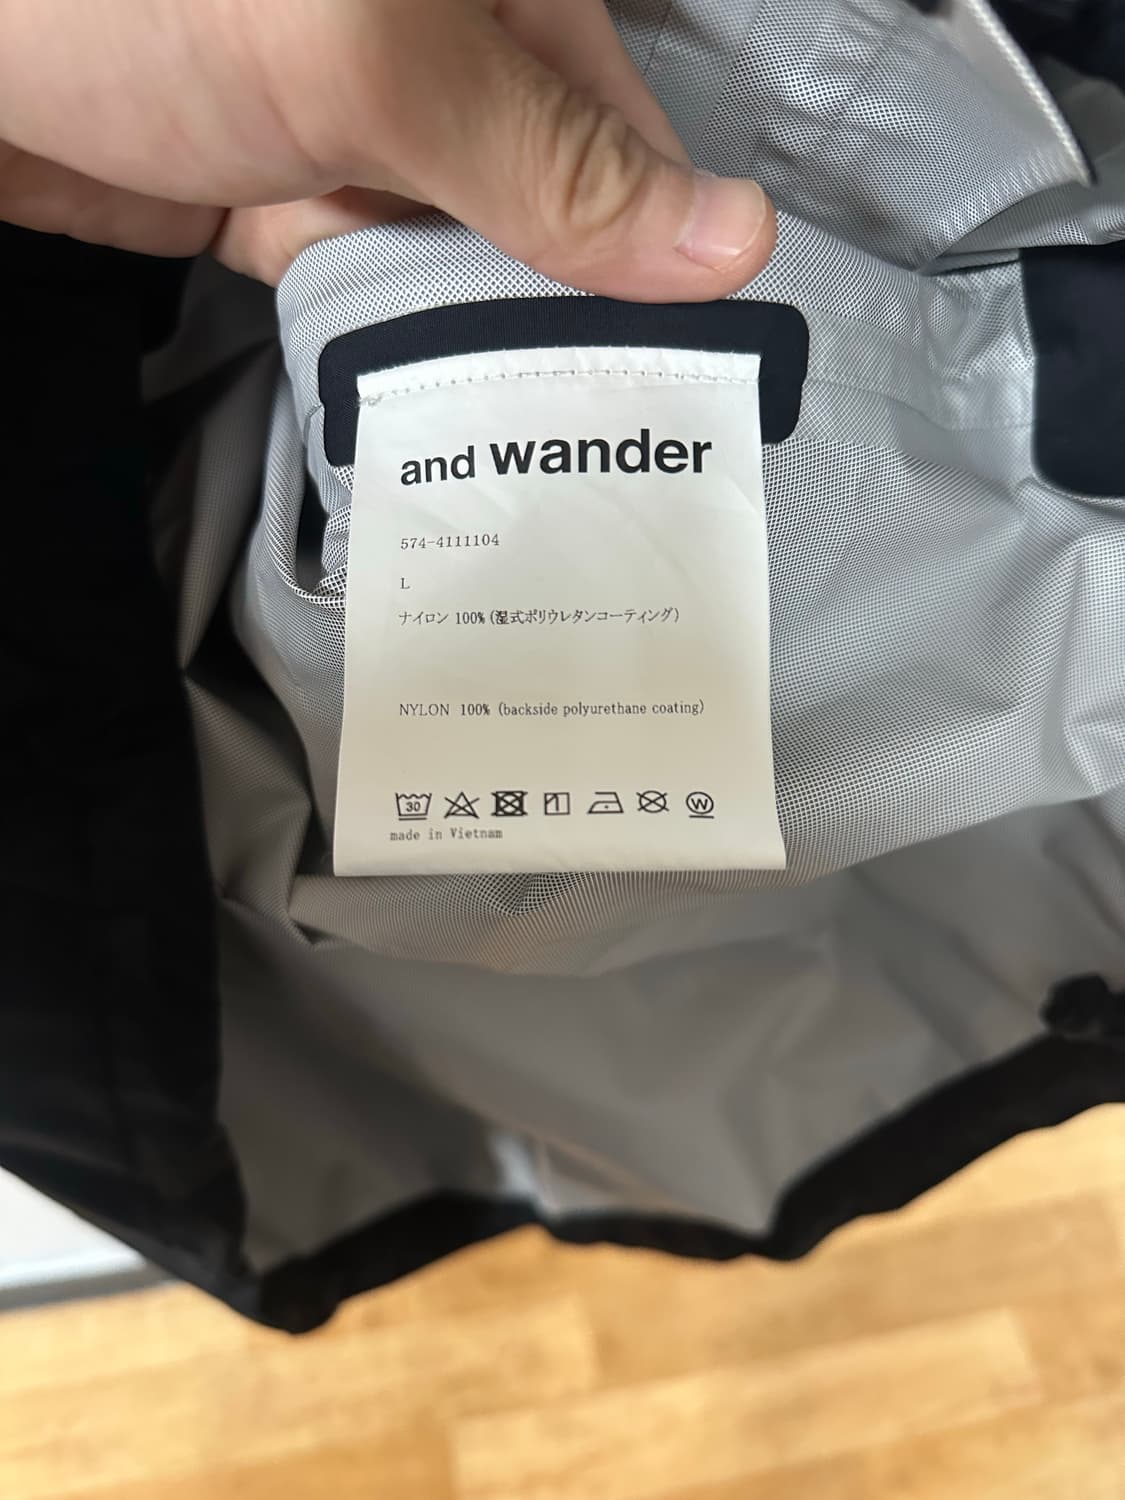 and wander
574-4111104
L
ナイロン 100% (湿式ポリウレタンコーティング)
NYLON 100% (backside polyurethane coating)
30 W
made in Vietnam